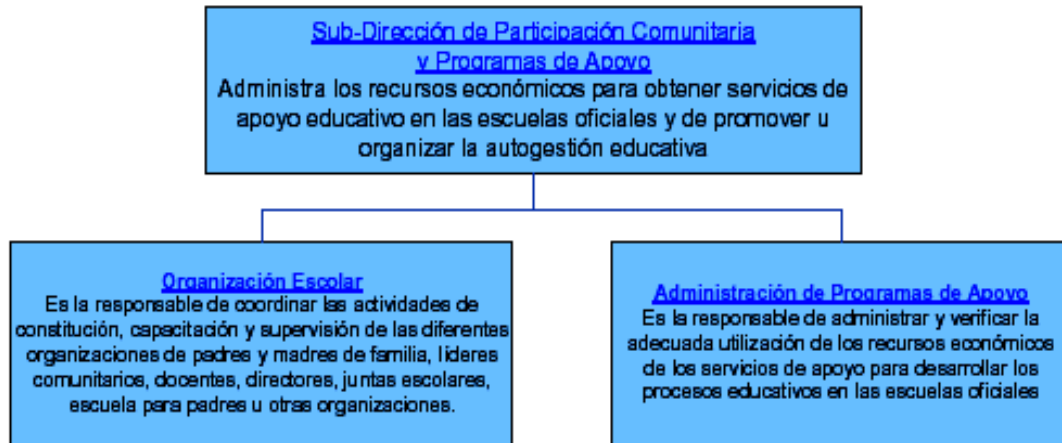 Sub-Dirección de Participación Comunitaria
y Programas de Apoyo
Administra los recursos económicos para obtener servicios de
apoyo educativo en las escuelas oficiales y de promover u
organizar la autogestión educativa
Organización Escolar
Es la responsable de coordinar las actividades de
constitución, capacitación y supervisión de las diferentes
organizaciones de padres y madres de familia, líderes
comunitarios, docentes, directores, juntas escolares,
escuela para padres u otras organizaciones.
Administración de Programas de Apoyo
Es la responsable de administrar y verificar la
adecuada utilización de los recursos económicos
de los servicios de apoyo para desarrollar los
procesos educativos en las escuelas oficiales